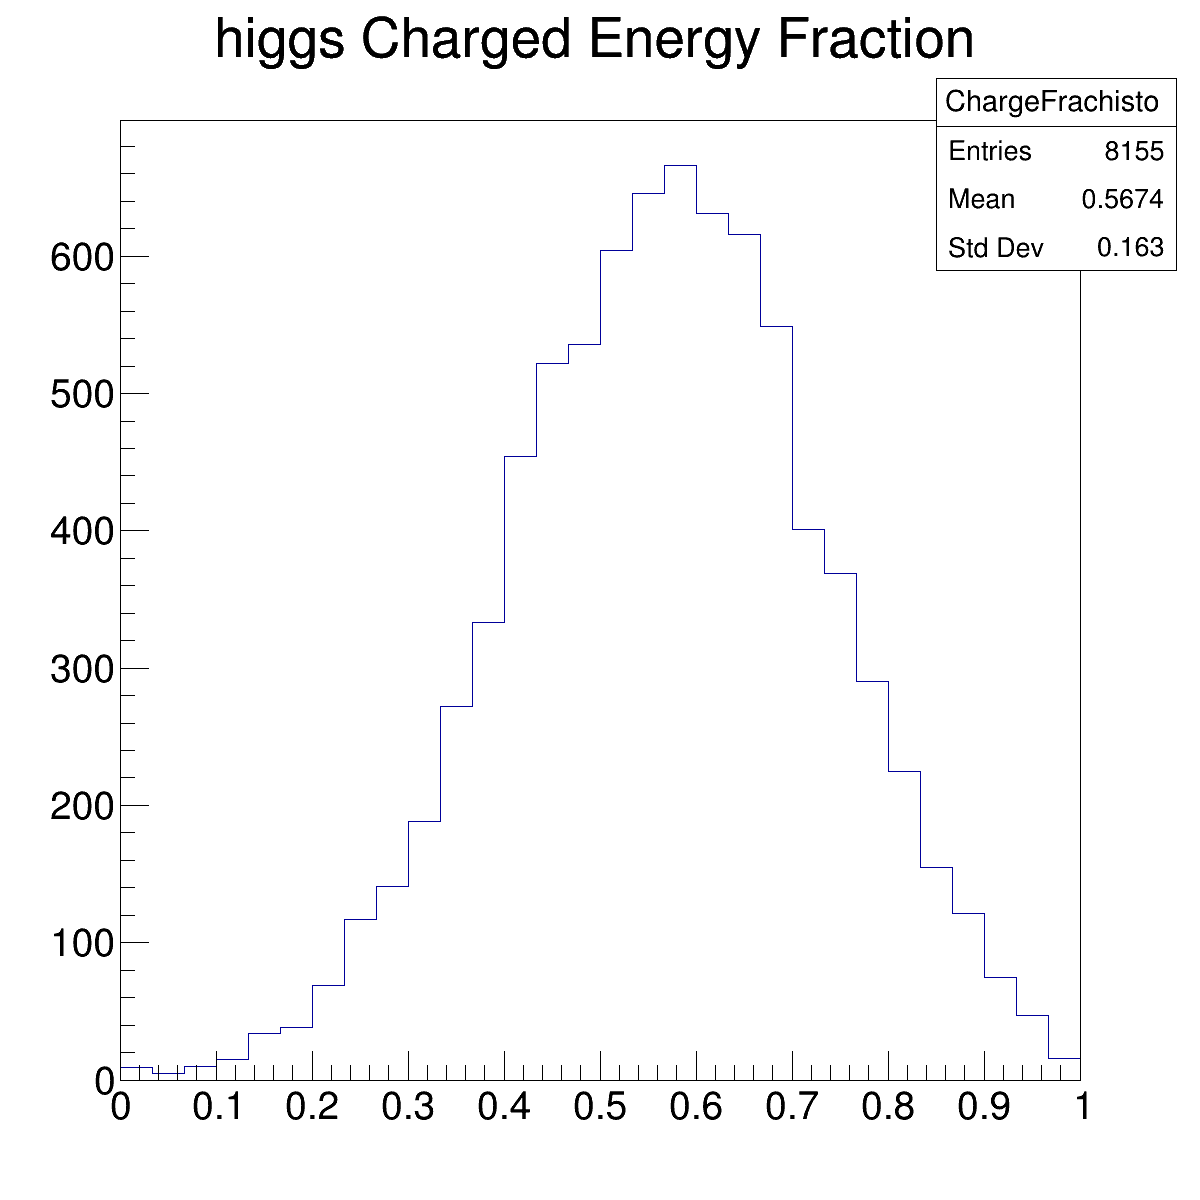 higgs Charged Energy Fraction
ChargeFrachisto
Entries 8155
Mean 0.5674
Std Dev 0.163
600
500
400
300
200
100
0
0 0.1 0.2 0.3 0.4 0.5 0.6 0.7 0.8 0.9 1